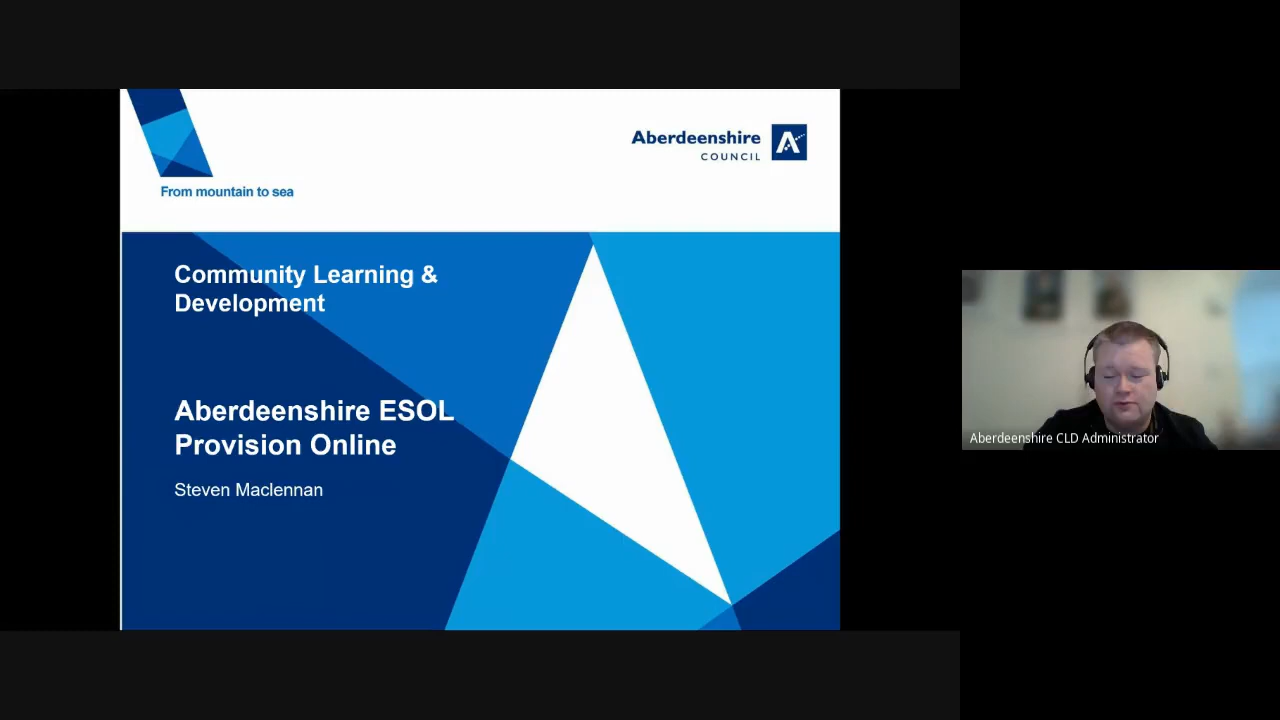 Aberdeenshire
COUNCIL
From mountain to sea
Community Learning &
Development
Aberdeenshire ESOL
Provision Online
Steven Maclennan
Aberdeenshire CLD Administrator